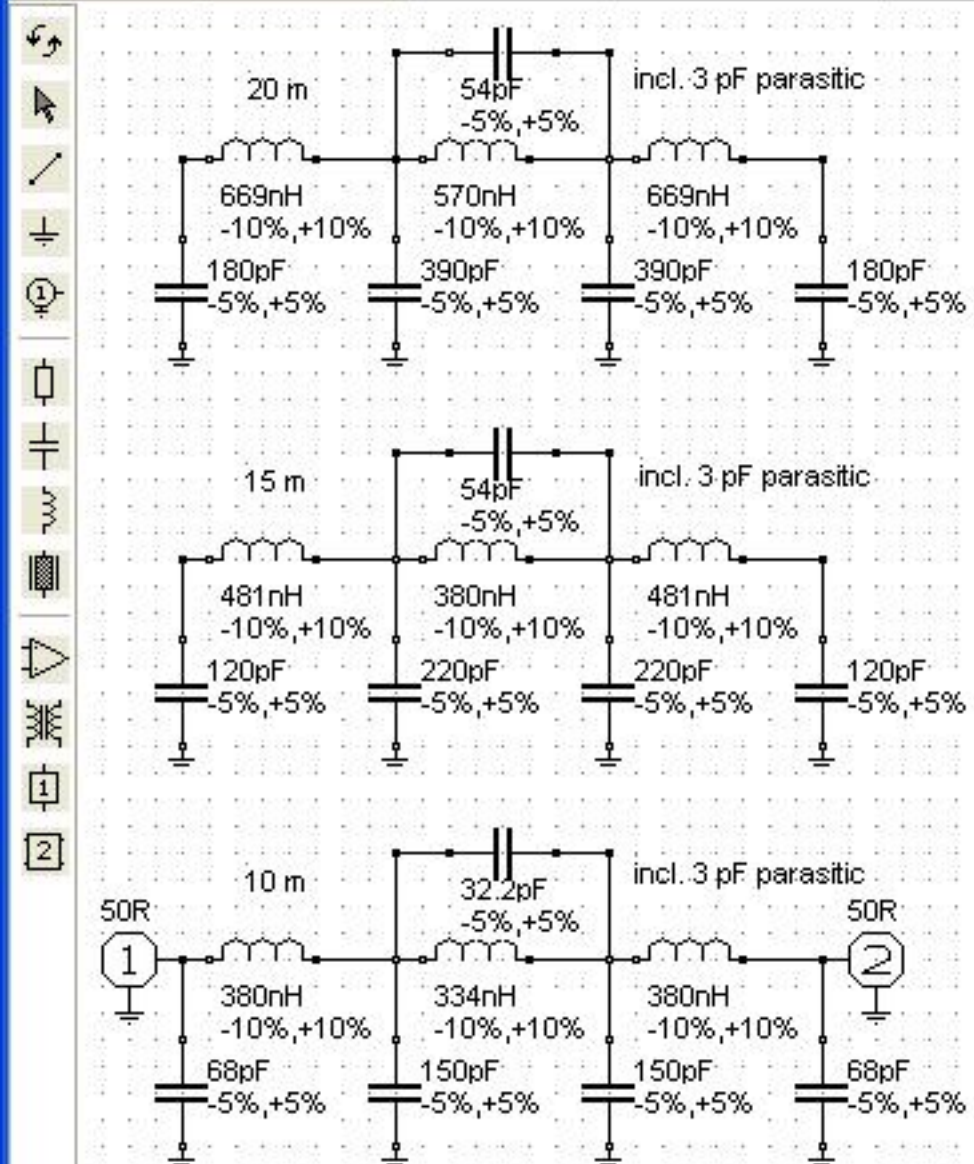 20 m
54pF
-5%,+5%
incl. 3 pF parasitic
669nH
-10%,+10%
570nH
-10%,+10%
669nH
-10%,+10%
180pF
-5%,+5%
390pF
-5%,+5%
390pF
-5%,+5%
180pF
-5%,+5%
15 m
54pF
-5%,+5%
incl. 3 pF parasitic
481nH
-10%,+10%
380nH
-10%,+10%
481nH
-10%,+10%
120pF
-5%,+5%
220pF
-5%,+5%
220pF
-5%,+5%
120pF
-5%,+5%
10 m
32.2pF
-5%,+5%
incl. 3 pF parasitic
50R
1
50R
2
380nH
-10%,+10%
334nH
-10%,+10%
380nH
-10%,+10%
68pF
-5%,+5%
150pF
-5%,+5%
150pF
-5%,+5%
68pF
-5%,+5%
1
1
2